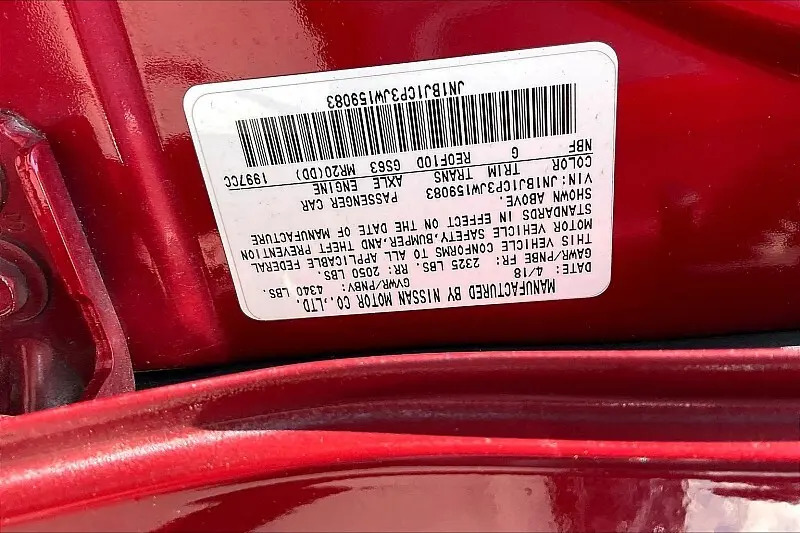 MANUFACTURED BY NISSAN MOTOR CO.,LTD.
DATE: 4/18 GVWR/PNBV: 4340 LBS.
GAWR/PNBE FR: 2325 LBS. RR: 2050 LBS.
THIS VEHICLE CONFORMS TO ALL APPLICABLE FEDERAL
MOTOR VEHICLE SAFETY,BUMPER,AND THEFT PREVENTION
STANDARDS IN EFFECT ON THE DATE OF MANUFACTURE
SHOWN ABOVE.
VIN: JN1BJ1CP3JW159083 PASSENGER CAR
COLOR TRIM TRANS AXLE ENGINE
NBF G RE0F10D GS63 MR20(DD) 1997CC
JN1BJ1CP3JW159083